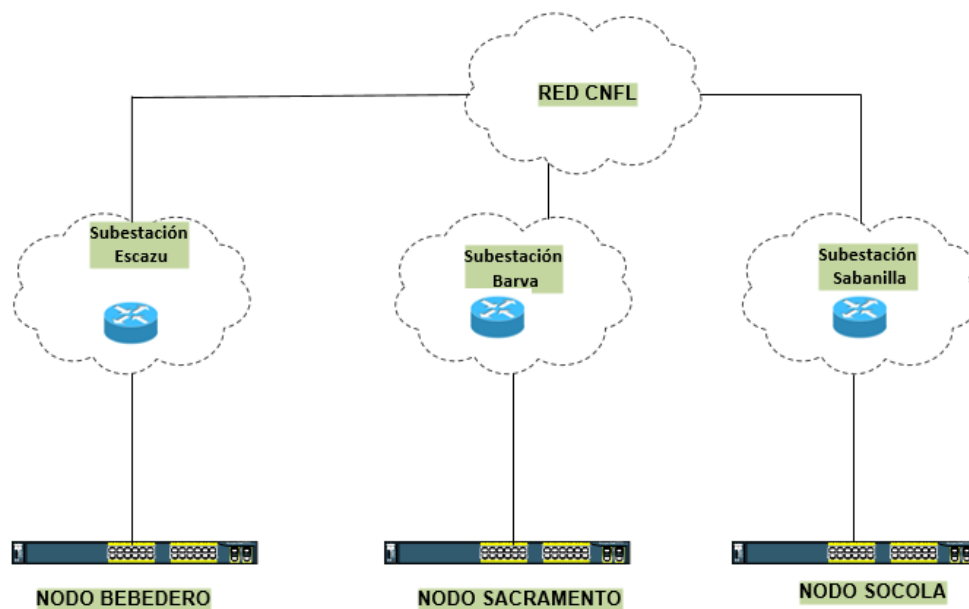 RED CNFL
Subestación
Escazu
Subestación
Barva
Subestación
Sabanilla
NODO BEBEDERO
NODO SACRAMENTO
NODO SOCOLA